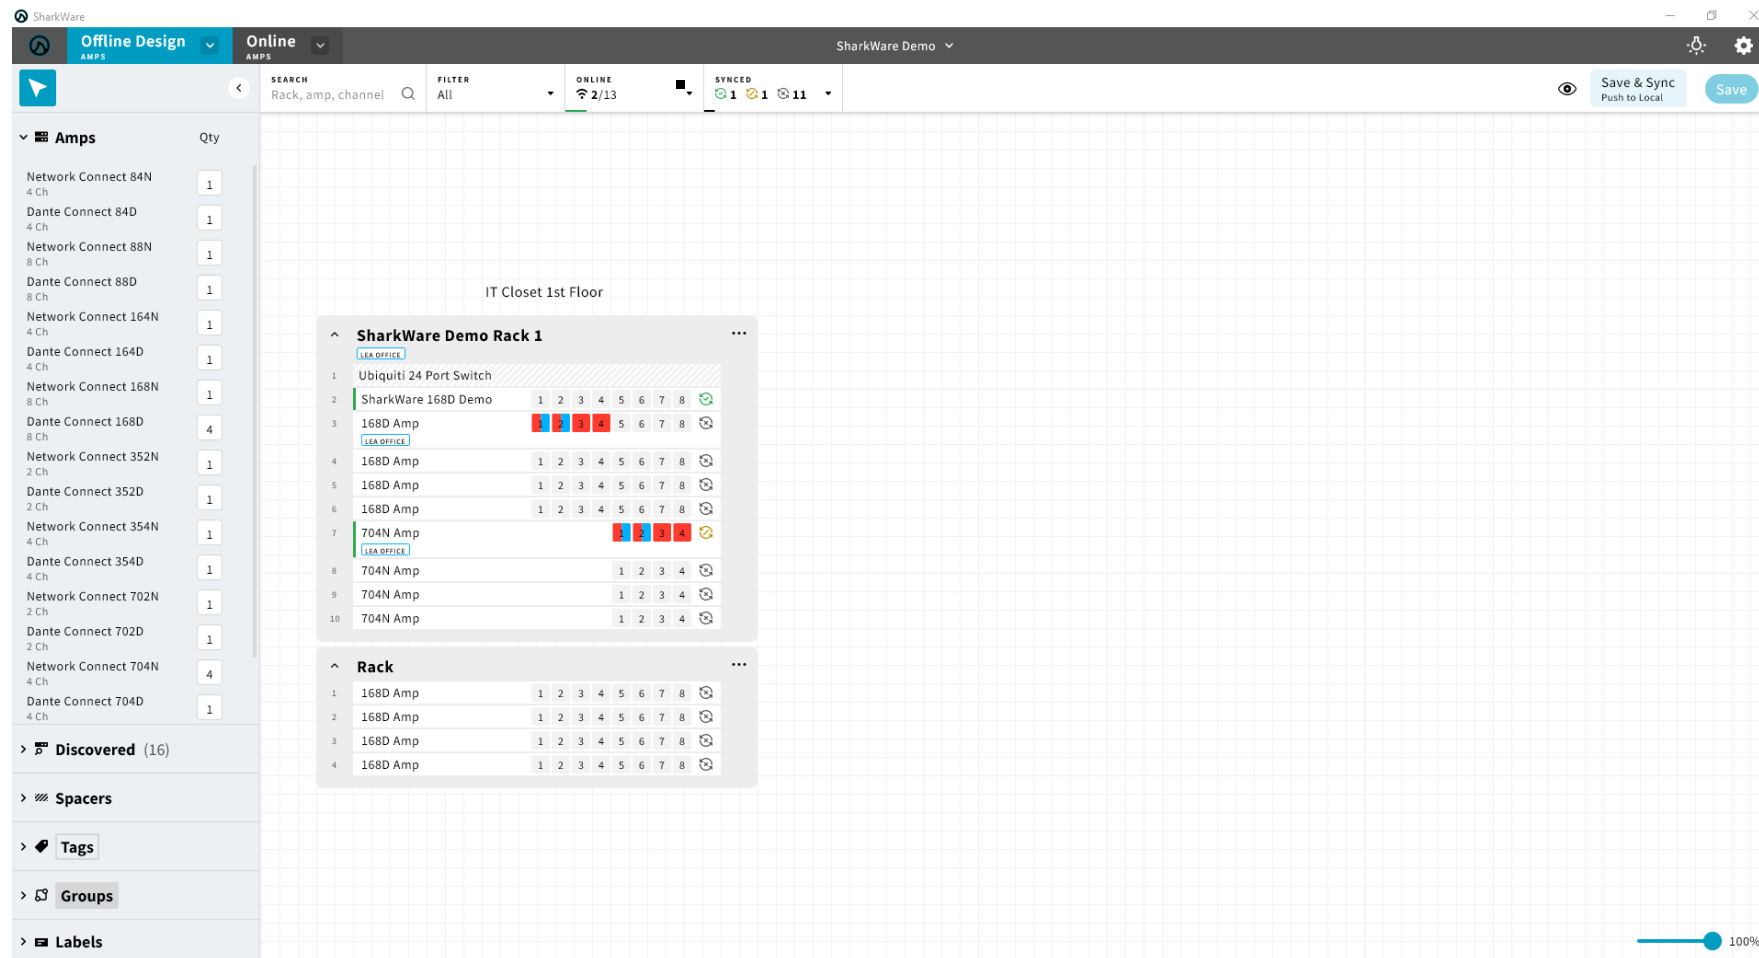 SharkWare
Offline Design
AMPS
Online
AMPS
SharkWare Demo
SEARCH
Rack, amp, channel
FILTER
All
ONLINE
2/13
SYNCED
1 1 11
Save & Sync
Push to Local
Save
Amps Qty
Network Connect 84N
4 Ch
1
Dante Connect 84D
4 Ch
1
Network Connect 88N
8 Ch
1
Dante Connect 88D
8 Ch
1
Network Connect 164N
4 Ch
1
Dante Connect 164D
4 Ch
1
Network Connect 168N
8 Ch
1
Dante Connect 168D
8 Ch
4
Network Connect 352N
2 Ch
1
Dante Connect 352D
2 Ch
1
Network Connect 354N
4 Ch
1
Dante Connect 354D
4 Ch
1
Network Connect 702N
2 Ch
1
Dante Connect 702D
2 Ch
1
Network Connect 704N
4 Ch
4
Dante Connect 704D
4 Ch
1
Discovered (16)
Spacers
Tags
Groups
Labels
IT Closet 1st Floor
SharkWare Demo Rack 1
LEA OFFICE
1 Ubiquiti 24 Port Switch
2 SharkWare 168D Demo 1 2 3 4 5 6 7 8
3 168D Amp 1 2 3 4 5 6 7 8
LEA OFFICE
4 168D Amp 1 2 3 4 5 6 7 8
5 168D Amp 1 2 3 4 5 6 7 8
6 168D Amp 1 2 3 4 5 6 7 8
7 704N Amp 1 2 3 4
LEA OFFICE
8 704N Amp 1 2 3 4
9 704N Amp 1 2 3 4
10 704N Amp 1 2 3 4
Rack
1 168D Amp 1 2 3 4 5 6 7 8
2 168D Amp 1 2 3 4 5 6 7 8
3 168D Amp 1 2 3 4 5 6 7 8
4 168D Amp 1 2 3 4 5 6 7 8
100%